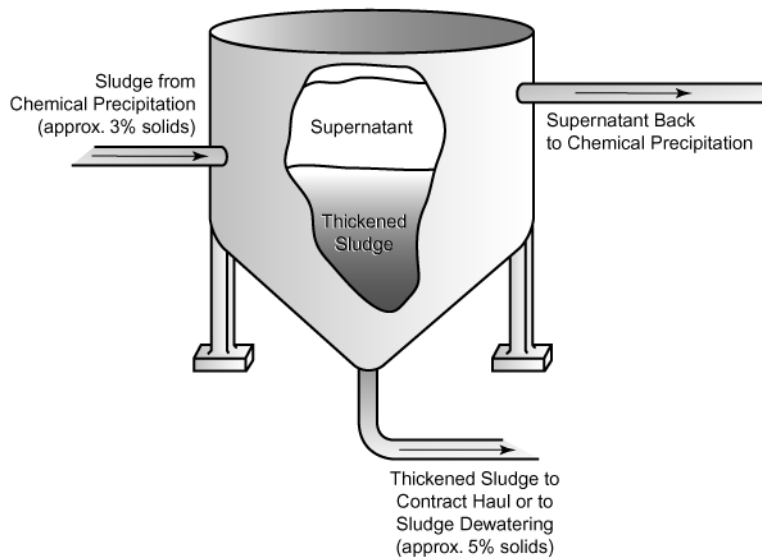 Sludge from
Chemical Precipitation
(approx. 3% solids)
Supernatant
Supernatant Back
to Chemical Precipitation
Thickened
Sludge
Thickened Sludge to
Contract Haul or to
Sludge Dewatering
(approx. 5% solids)